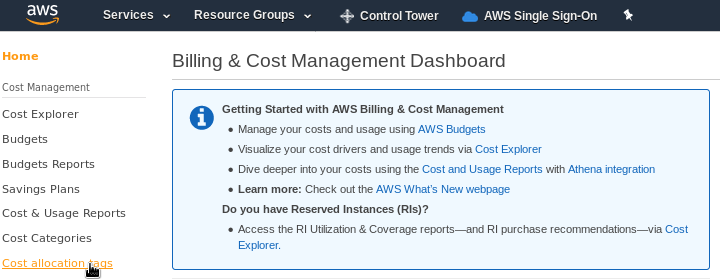 aws Services Resource Groups Control Tower AWS Single Sign-On
Home
Cost Management
Cost Explorer
Budgets
Budgets Reports
Savings Plans
Cost & Usage Reports
Cost Categories
Cost allocation tags
Billing & Cost Management Dashboard
Getting Started with AWS Billing & Cost Management
• Manage your costs and usage using AWS Budgets
• Visualize your cost drivers and usage trends via Cost Explorer
• Dive deeper into your costs using the Cost and Usage Reports with Athena integration
• Learn more: Check out the AWS What's New webpage
Do you have Reserved Instances (RIs)?
• Access the RI Utilization & Coverage reports—and RI purchase recommendations—via Cost
Explorer.